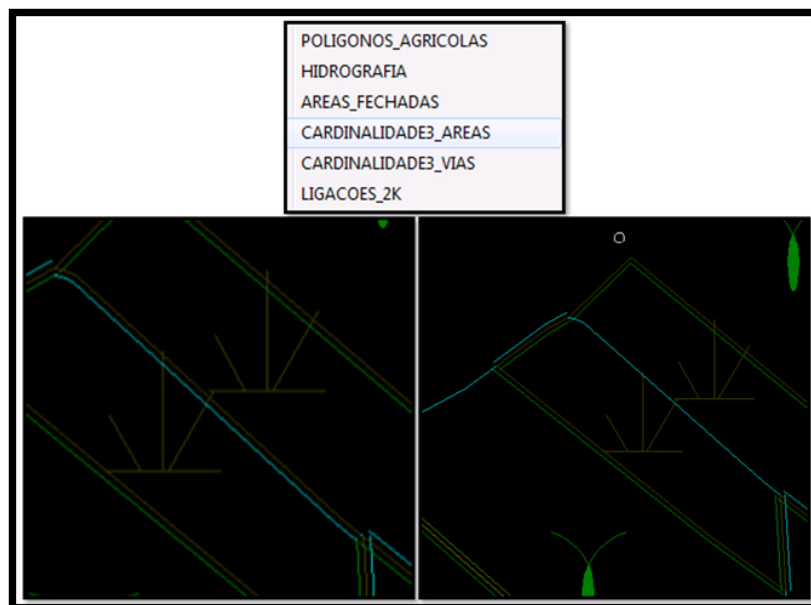 POLIGONOS_AGRICOLAS
HIDROGRAFIA
AREAS_FECHADAS
CARDINALIDADE3_AREAS
CARDINALIDADE3_VIAS
LIGACOES_2K